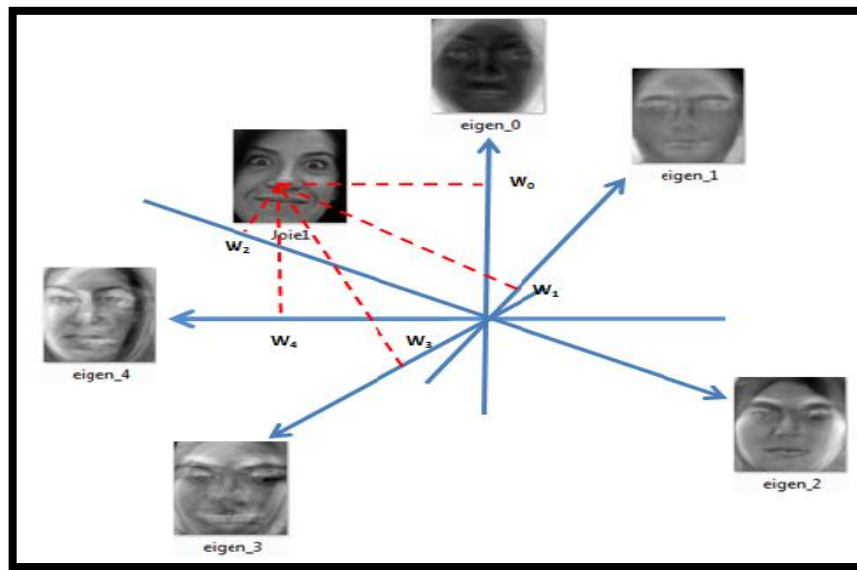 eigen_0
eigen_1
W₀
Joie1
W₂
W₁
W₄
W₃
eigen_4
eigen_2
eigen_3